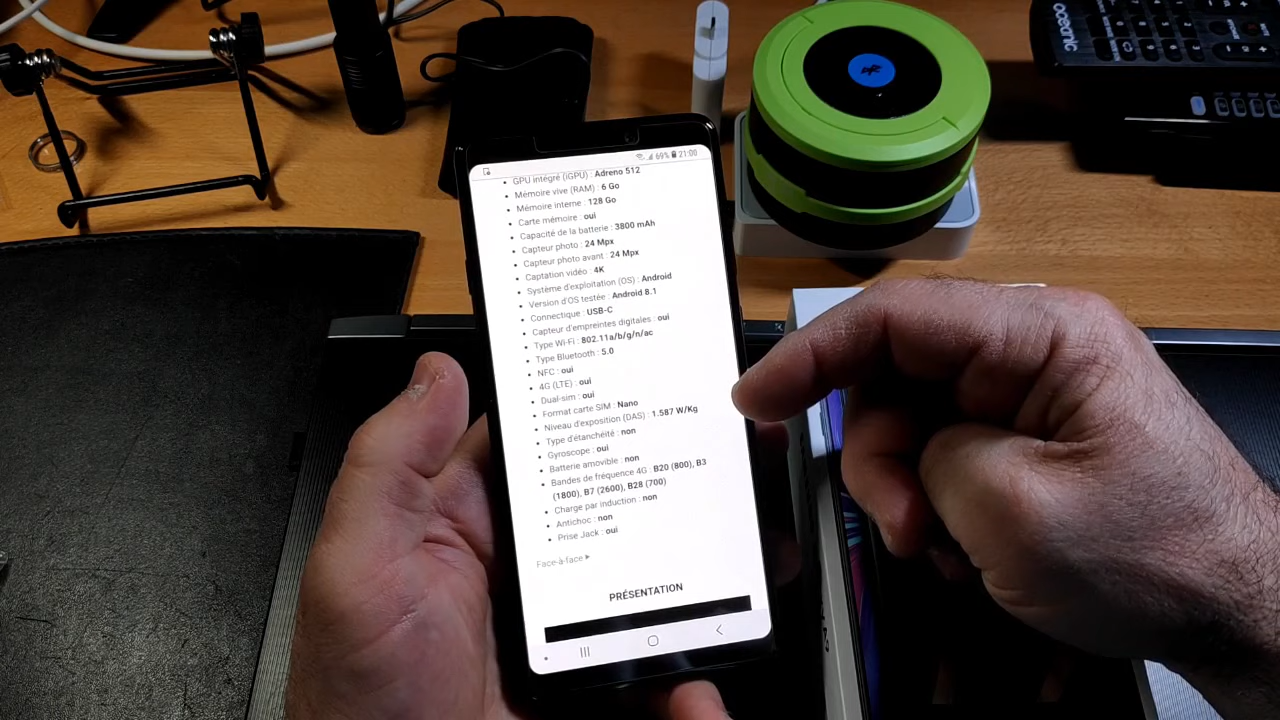 oceanic
69% 21:00
GPU intégré (iGPU) : Adreno 512
Mémoire vive (RAM) : 6 Go
Mémoire interne : 128 Go
Carte mémoire : oui
Capacité de la batterie : 3800 mAh
Capteur photo : 24 Mpx
Capteur photo avant : 24 Mpx
Captation vidéo : 4K
Système d'exploitation (OS) : Android
Version d'OS testée : Android 8.1
Connectique : USB-C
Capteur d'empreintes digitales : oui
Type Wi-Fi : 802.11a/b/g/n/ac
Type Bluetooth : 5.0
NFC : oui
4G (LTE) : oui
Dual-sim : oui
Format carte SIM : Nano
Niveau d'exposition (DAS) : 1.587 W/Kg
Type d'étanchéité : non
Gyroscope : oui
Batterie amovible : non
Bandes de fréquence 4G : B20 (800), B3
(1800), B7 (2600), B28 (700)
Charge par induction : non
Antichoc : non
Prise Jack : oui
Face-à-face
PRÉSENTATION